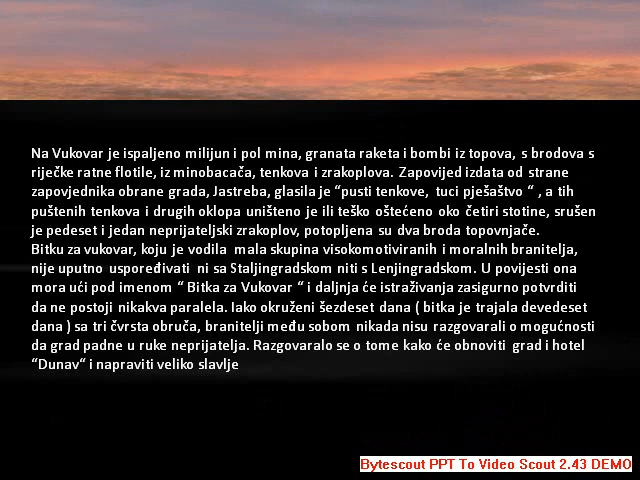 Na Vukovar je ispaljeno milijun i pol mina, granata raketa i bombi iz topova, s brodova s
riječke ratne flotile, iz minobacača, tenkova i zrakoplova. Zapovijed izdata od strane
zapovjednika obrane grada, Jastreba, glasila je “pusti tenkove, tuci pješaštvo “ , a tih
puštenih tenkova i drugih oklopa uništeno je ili teško oštećeno oko četiri stotine, srušen
je pedeset i jedan neprijateljski zrakoplov, potopljena su dva broda topovnjače.
Bitku za vukovar, koju je vodila mala skupina visokomotiviranih i moralnih branitelja,
nije uputno uspoređivati ni sa Staljingradskom niti s Lenjingradskom. U povijesti ona
mora ući pod imenom “ Bitka za Vukovar “ i daljnja će istraživanja zasigurno potvrditi
da ne postoji nikakva paralela. Iako okruženi šezdeset dana ( bitka je trajala devedeset
dana ) sa tri čvrsta obruča, branitelji među sobom nikada nisu razgovarali o mogućnosti
da grad padne u ruke neprijatelja. Razgovaralo se o tome kako će obnoviti grad i hotel
“Dunav“ i napraviti veliko slavlje
Bytescout PPT To Video Scout 2.43 DEMO